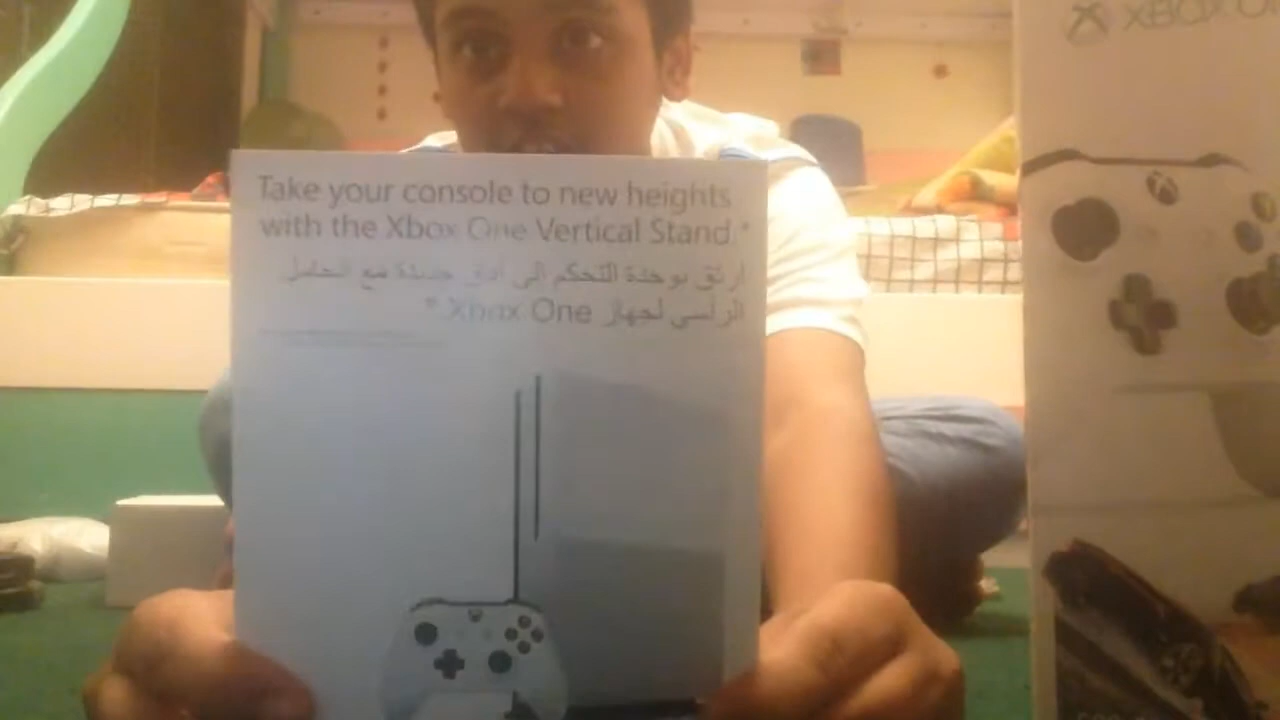 Take your console to new heights
with the Xbox One Vertical Stand.*
ارتق بوحدة التحكم إلى آفاق جديدة مع الحامل
الرأسي لجهاز Xbox One *
XBOX